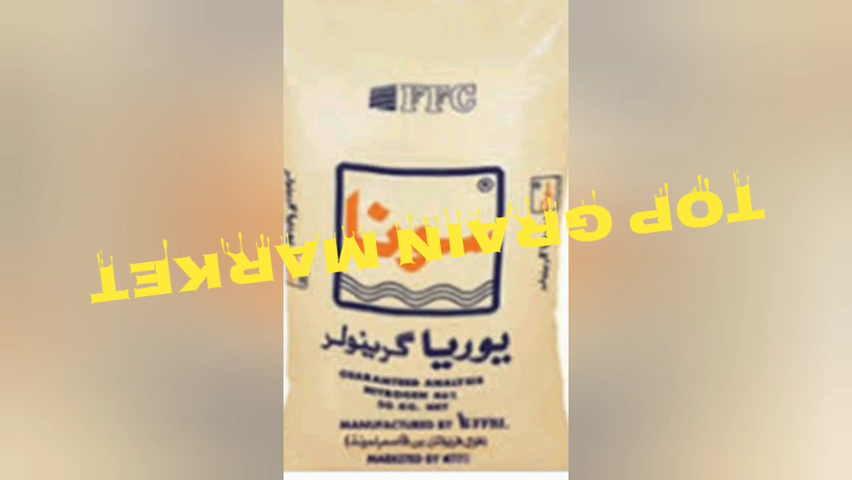 FFC
®
سونا
TOP GRAIN MARKET
یوریا گرینولر
GUARANTEED ANALYSIS
NITROGEN 46%
50 KG. NET
MANUFACTURED BY FFBL
MARKETED BY